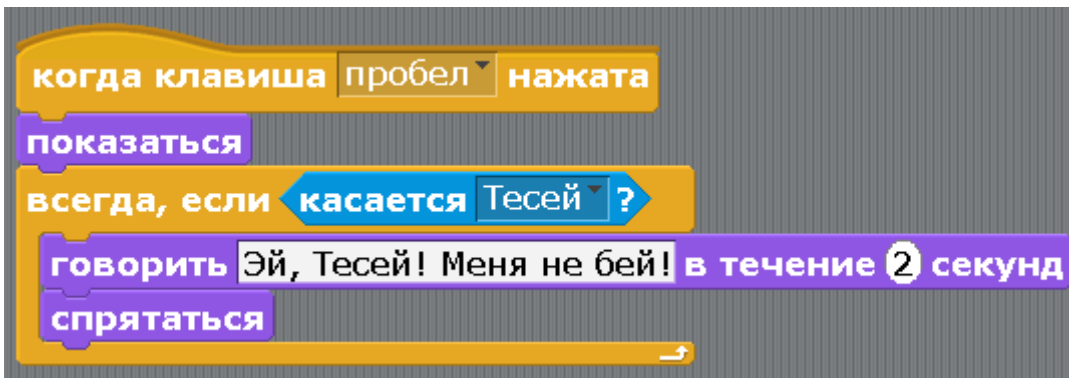 когда клавиша пробел нажата
показаться
всегда, если касается Тесей ?
говорить Эй, Тесей! Меня не бей! в течение 2 секунд
спрятаться